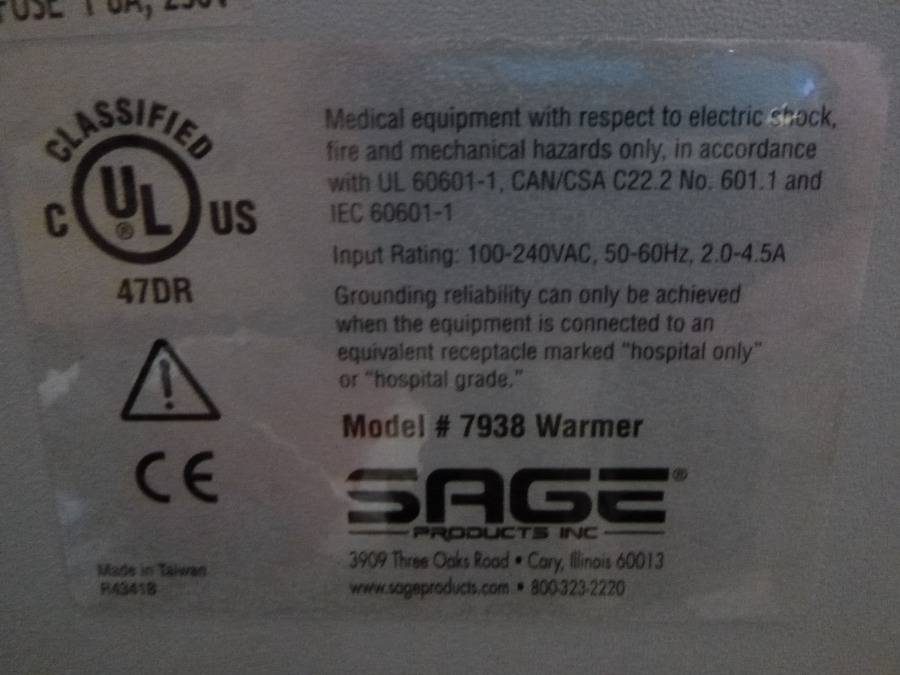 FUSE
CLASSIFIED
C UL® US
47DR
CE
Made in Taiwan
Medical equipment with respect to electric shock,
fire and mechanical hazards only, in accordance
with UL 60601-1, CAN/CSA C22.2 No. 601.1 and
IEC 60601-1
Input Rating: 100-240VAC, 50-60Hz, 2.0-4.5A
Grounding reliability can only be achieved
when the equipment is connected to an
equivalent receptacle marked "hospital only"
or "hospital grade."
Model # 7938 Warmer
SAGE®
PRODUCTS INC
3909 Three Oaks Road • Cary, Illinois 60013
www.sageproducts.com • 800-323-2220